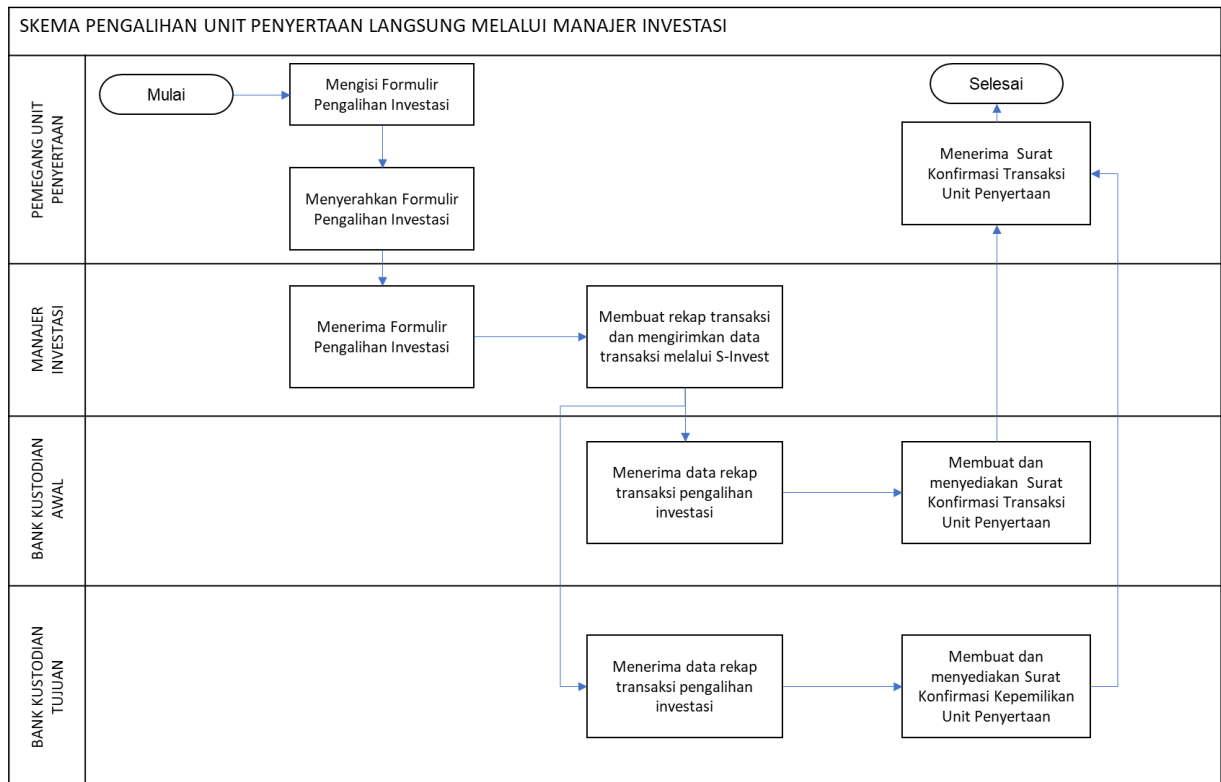 SKEMA PENGALIHAN UNIT PENYERTAAN LANGSUNG MELALUI MANAJER INVESTASI
PEMEGANG UNIT
PENYERTAAN
Mulai
Mengisi Formulir
Pengalihan Investasi
Selesai
Menyerahkan Formulir
Pengalihan Investasi
Menerima Surat
Konfirmasi Transaksi
Unit Penyertaan
MANAJER
INVESTASI
Menerima Formulir
Pengalihan Investasi
Membuat rekap transaksi
dan mengirimkan data
transaksi melalui S-Invest
BANK KUSTODIAN
AWAL
Menerima data rekap
transaksi pengalihan
investasi
Membuat dan
menyediakan Surat
Konfirmasi Transaksi
Unit Penyertaan
BANK KUSTODIAN
TUJUAN
Menerima data rekap
transaksi pengalihan
investasi
Membuat dan
menyediakan Surat
Konfirmasi Kepemilikan
Unit Penyertaan